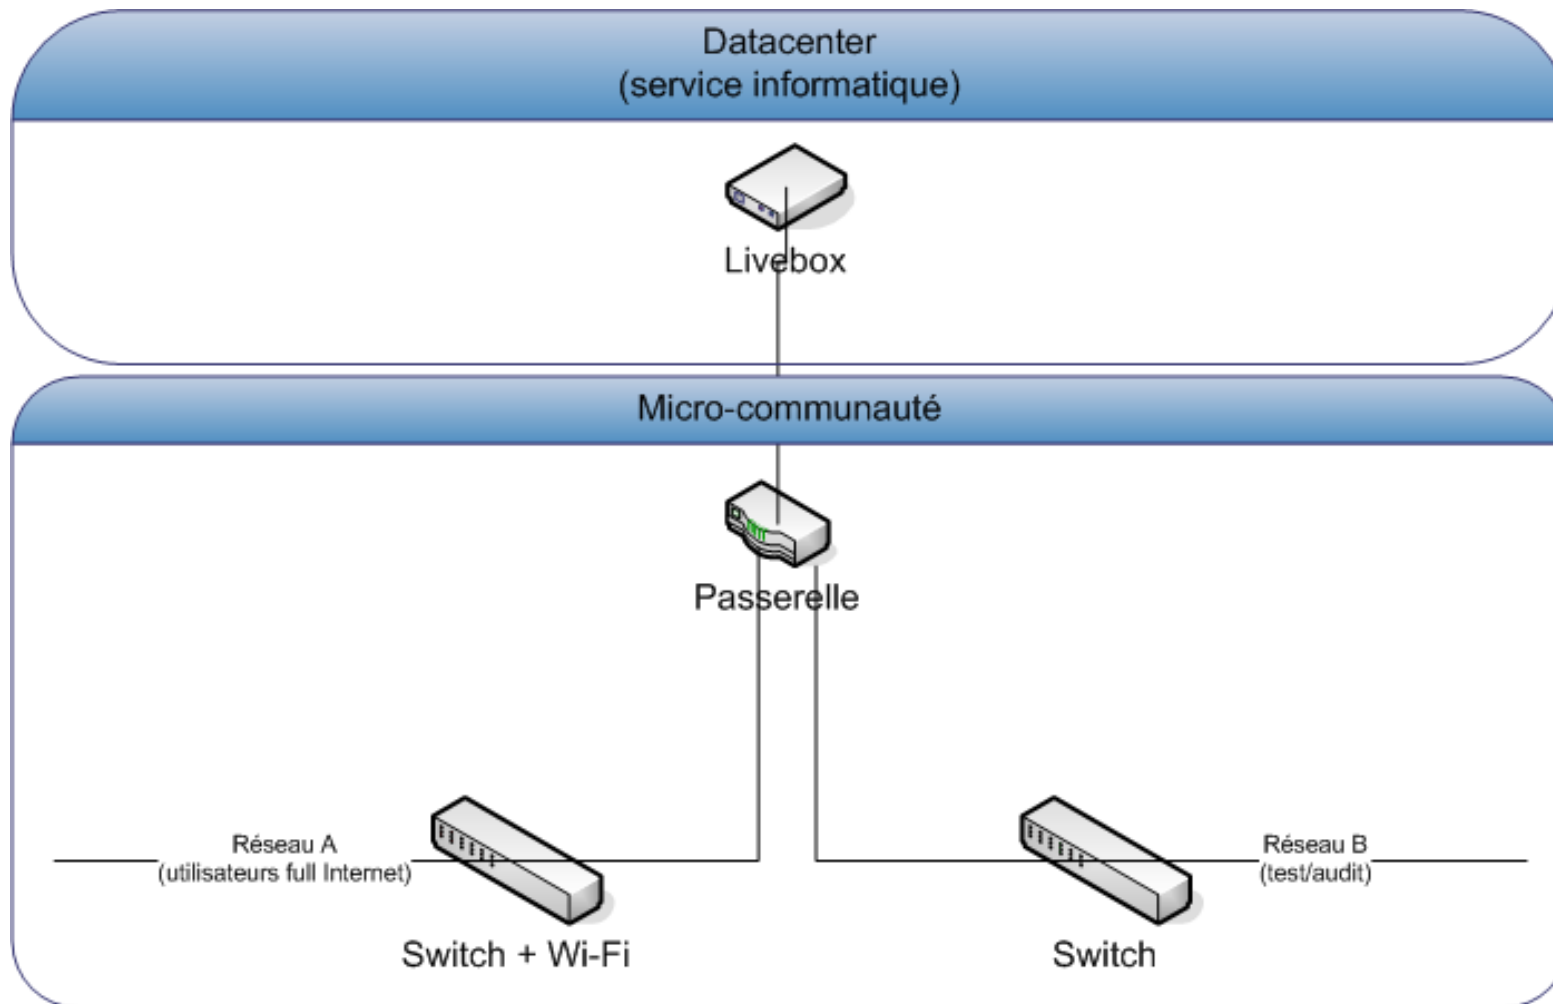 Datacenter
(service informatique)
Livebox
Micro-communauté
Passerelle
Réseau A
(utilisateurs full Internet)
Réseau B
(test/audit)
Switch + Wi-Fi
Switch